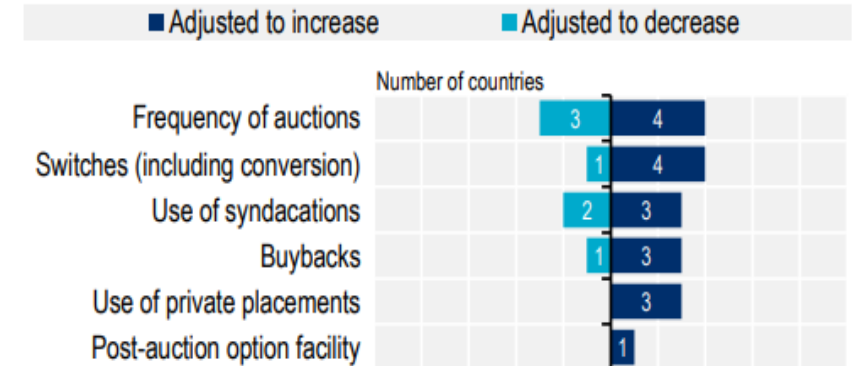 Adjusted to increase Adjusted to decrease
Number of countries
Frequency of auctions 3 4
Switches (including conversion) 1 4
Use of syndacations 2 3
Buybacks 1 3
Use of private placements 3
Post-auction option facility 1